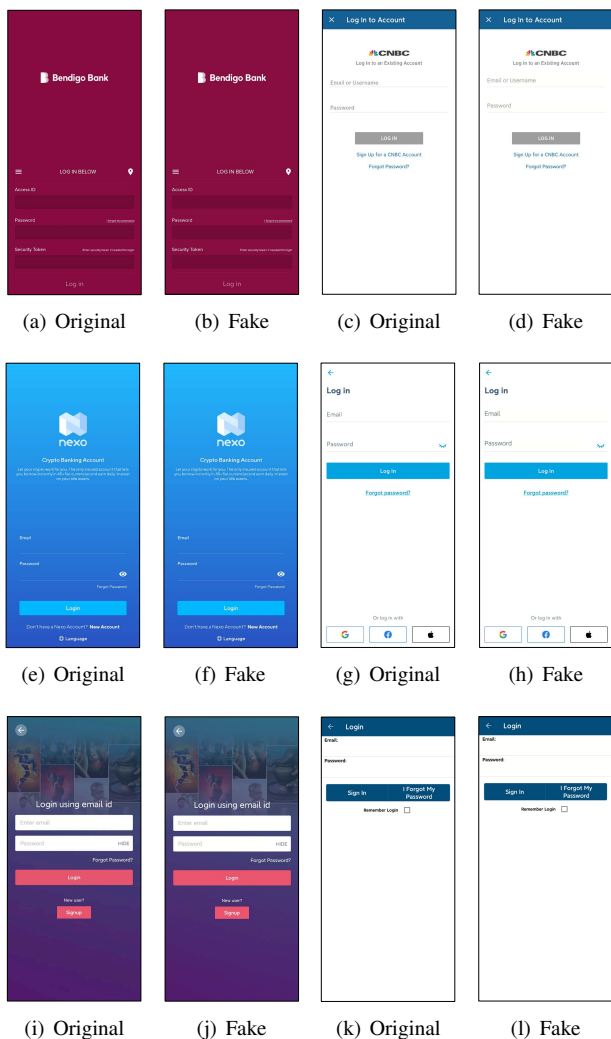 Bendigo Bank
LOG IN BELOW
Access ID
Password I forgot my password
Security Token
Log in
(a) Original
Bendigo Bank
LOG IN BELOW
Access ID
Password I forgot my password
Security Token
Log in
(b) Fake
× Log In to Account
CNBC
Log In to an Existing Account
Email or Username
Password
LOG IN
Sign Up for a CNBC Account
Forgot Password?
(c) Original
× Log In to Account
CNBC
Log In to an Existing Account
Email or Username
Password
LOG IN
Sign Up for a CNBC Account
Forgot Password?
(d) Fake
nexo
Crypto Banking Account
Email
Password
Forgot Password
Login
Don't have a Nexo Account? New Account
Language
(e) Original
nexo
Crypto Banking Account
Email
Password
Forgot Password
Login
Don't have a Nexo Account? New Account
Language
(f) Fake
Log in
Email
Password
Log In
Forgot password?
Or log in with
(g) Original
Log in
Email
Password
Log In
Forgot password?
Or log in with
(h) Fake
Login using email id
Enter email
Password HIDE
Forgot Password?
Login
New user?
Signup
(i) Original
Login using email id
Enter email
Password HIDE
Forgot Password?
Login
New user?
Signup
(j) Fake
Login
Email:
Password:
Sign In I Forgot My
Password
Remember Login
(k) Original
Login
Email:
Password:
Sign In I Forgot My
Password
Remember Login
(l) Fake